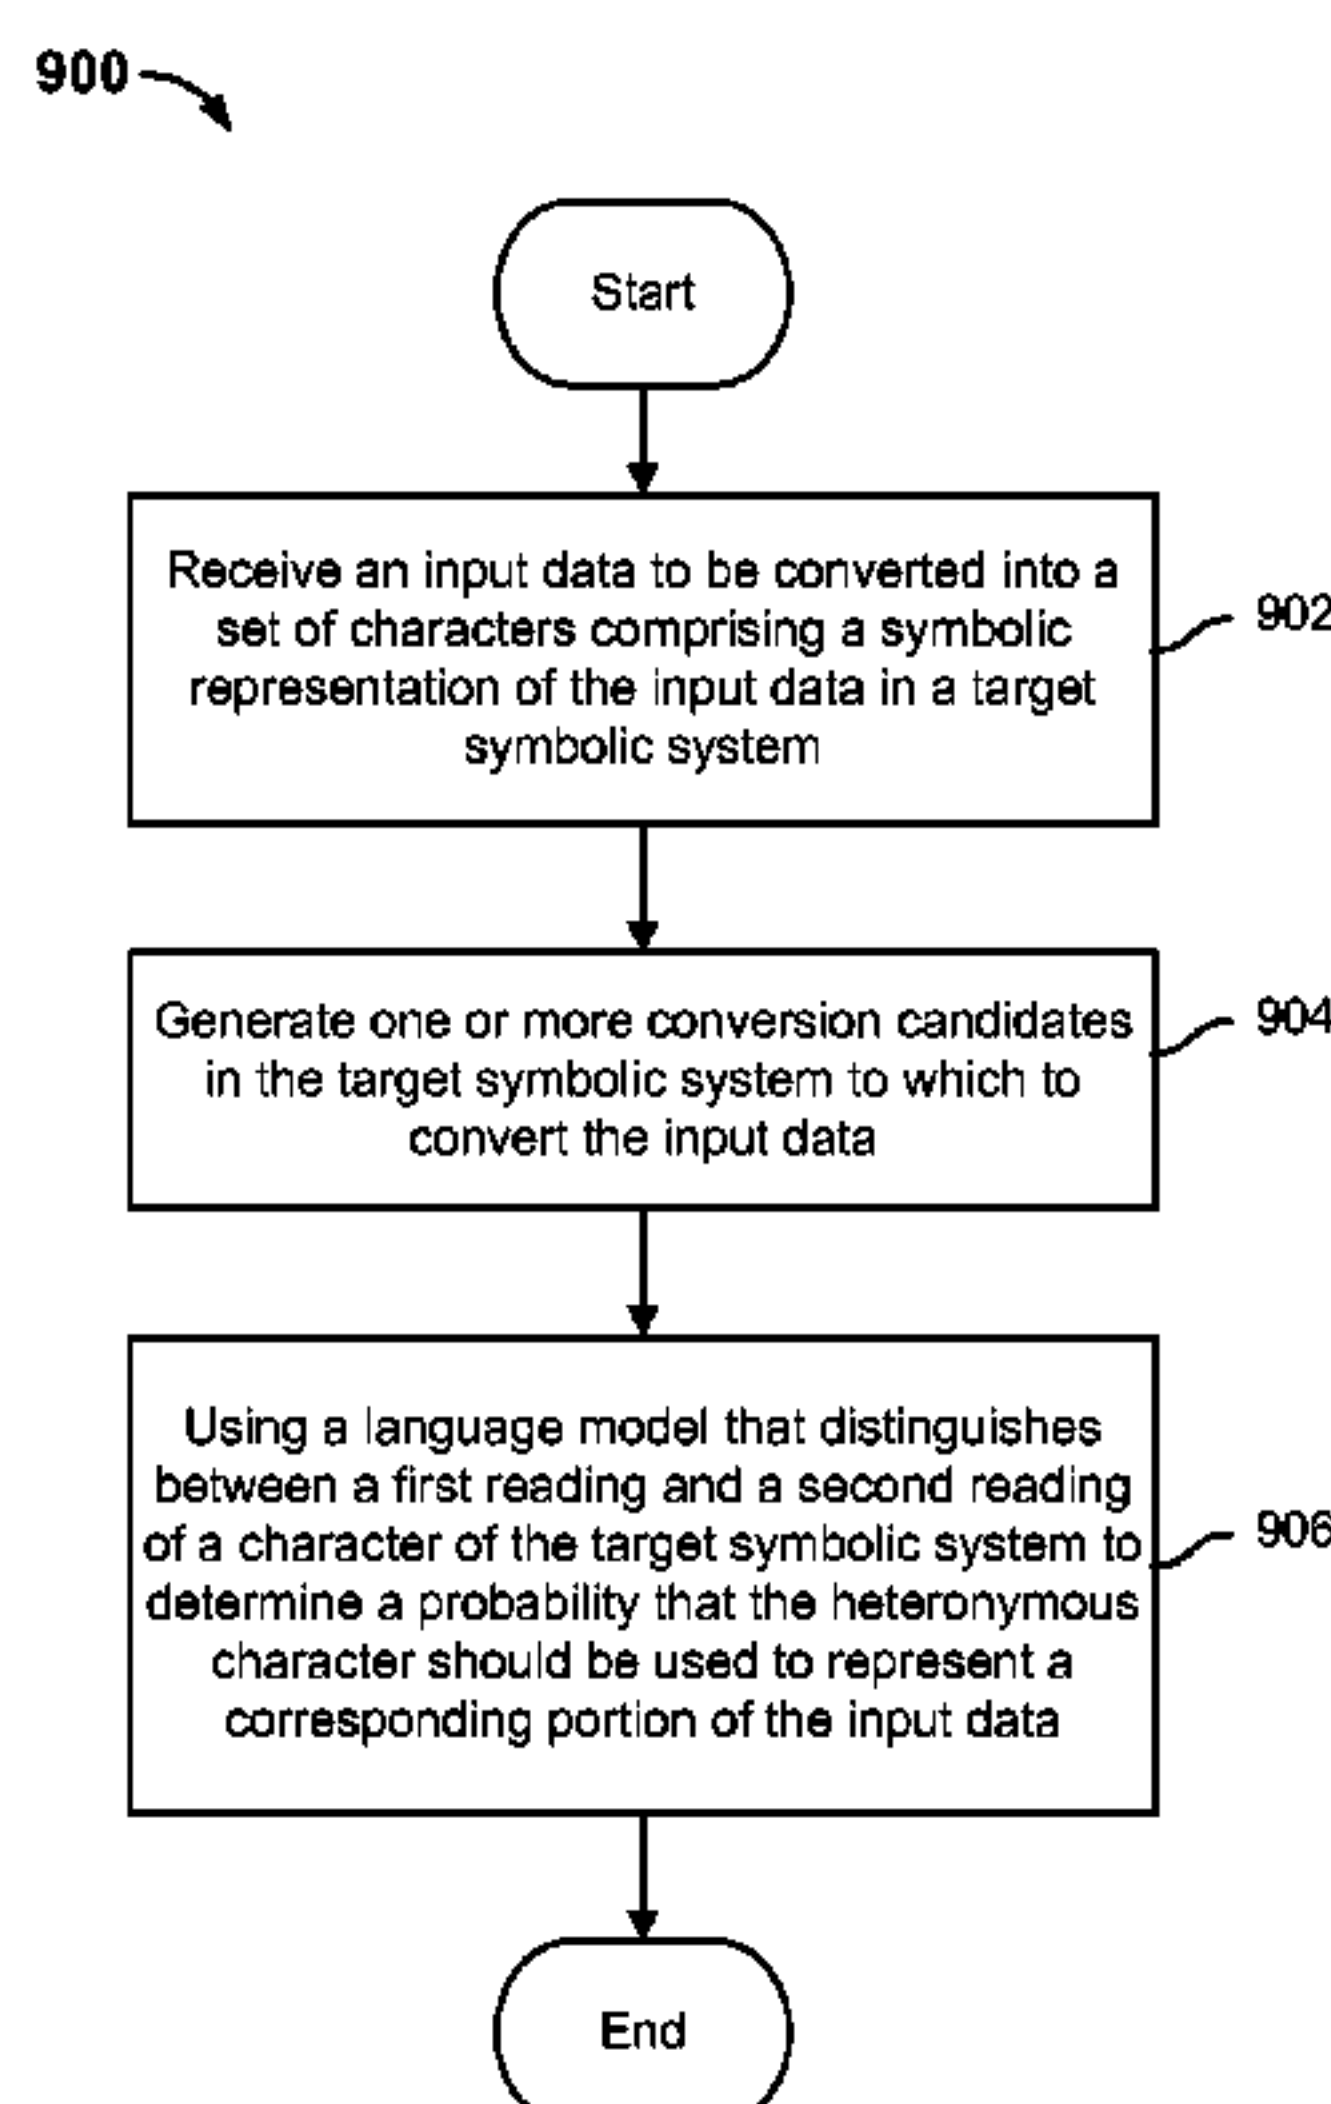 900
Start
Receive an input data to be converted into a
set of characters comprising a symbolic
representation of the input data in a target
symbolic system
902
Generate one or more conversion candidates
in the target symbolic system to which to
convert the input data
904
Using a language model that distinguishes
between a first reading and a second reading
of a character of the target symbolic system to
determine a probability that the heteronymous
character should be used to represent a
corresponding portion of the input data
906
End